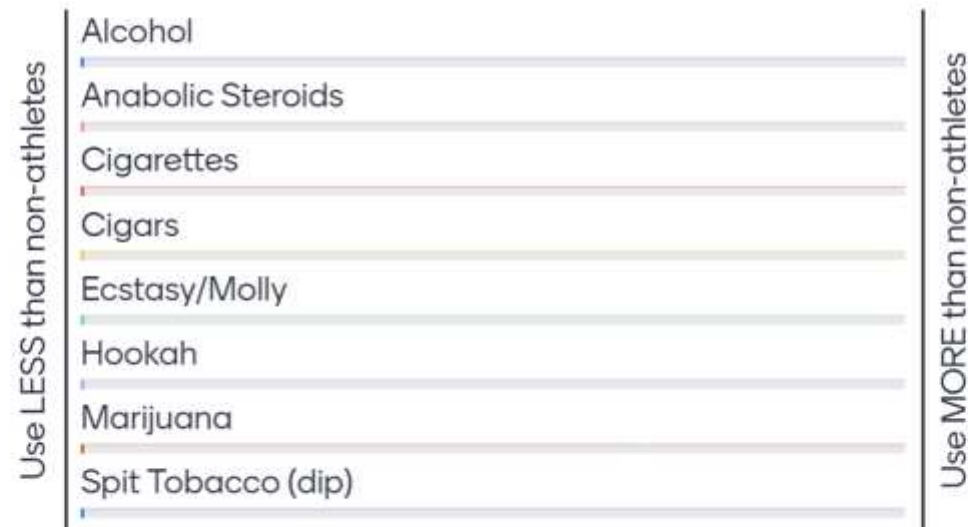 Use LESS than non-athletes
Alcohol
Anabolic Steroids
Cigarettes
Cigars
Ecstasy/Molly
Hookah
Marijuana
Spit Tobacco (dip)
Use MORE than non-athletes